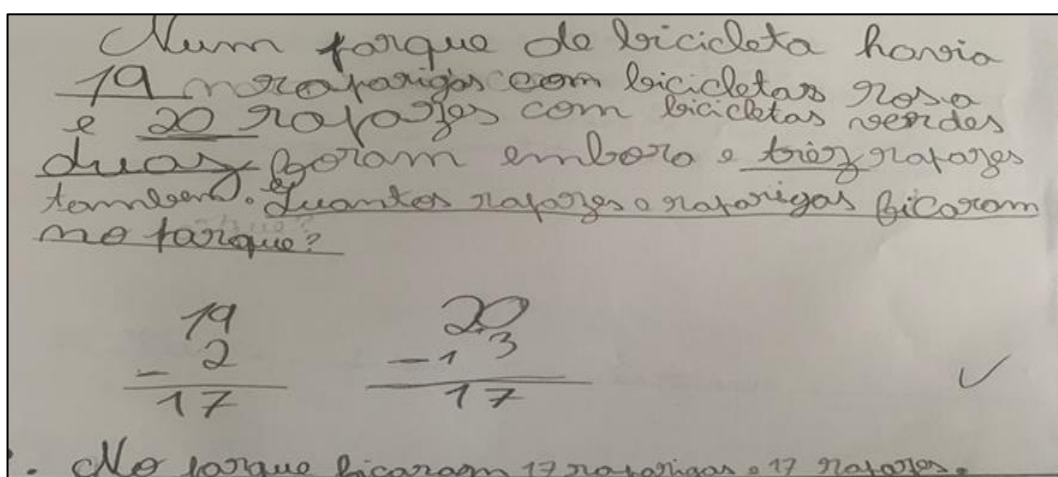 Num parque de bicicleta havia
19 raparigas com bicicletas rosa
e 20 rapazes com bicicletas verdes
duas foram embora e três rapazes
tambem. Quantos rapazes e raparigas ficaram
no parque?
19 20
- 2 - 1 3
17 17
. No parque ficaram 17 raparigas e 17 rapazes.